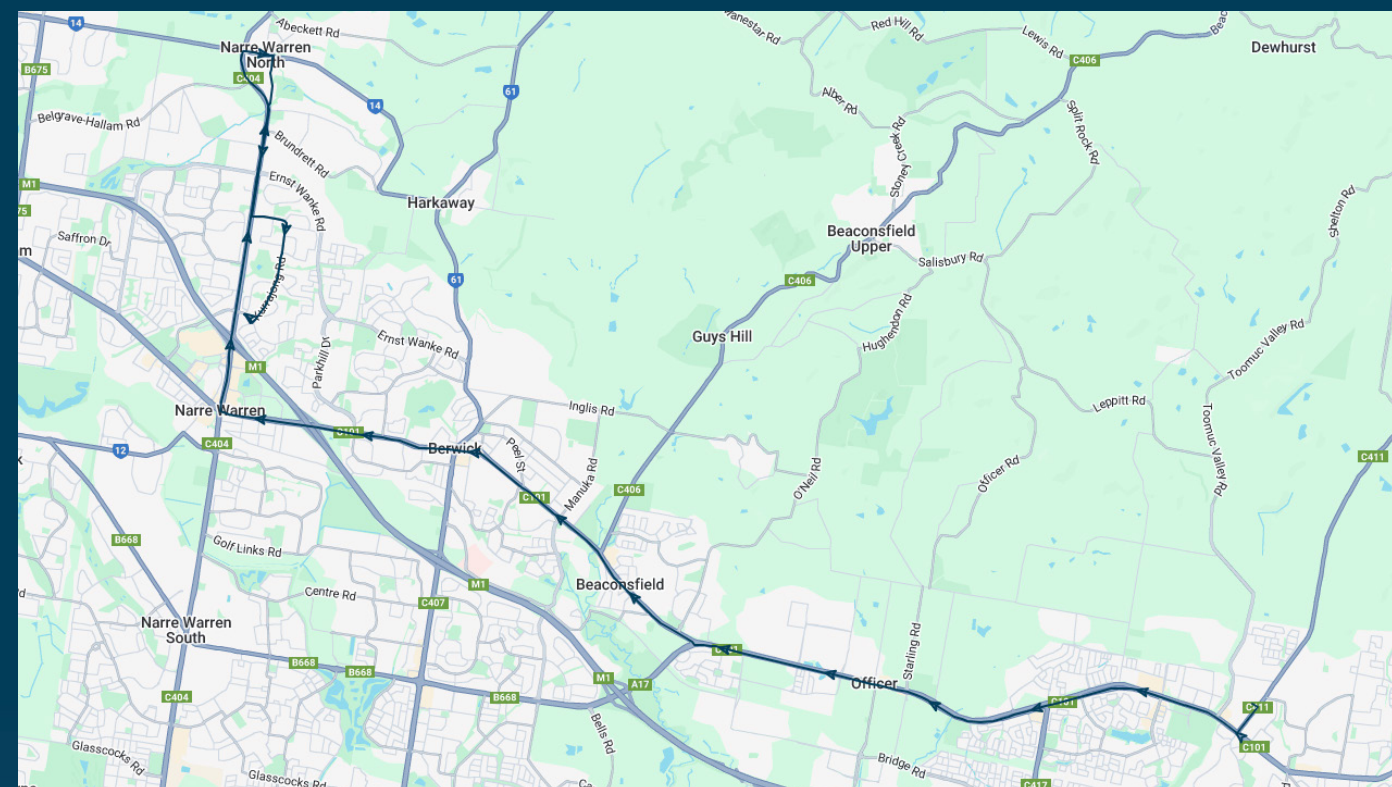 14
Abeckett Rd
Narre Warren
North
C404
B675
Belgrave-Hallam Rd
14
61
Brundrett Rd
Ernst Wanke Rd
M1
75
Saffron Dr
Harkaway
Kurrajong Rd
61
M1
Parkhill Dr
Ernst Wanke Rd
Narre Warren
C101
C404
12
Berwick
Peel St
Inglis Rd
C101
Manuka Rd
C406
B668
Golf Links Rd
Centre Rd
C407
M1
Beaconsfield
Narre Warren
South
B668
B668
B668
C404
M1
A17
Bells Rd
Glasscocks Rd
Glasscocks Rd
Red Hill Rd
Lewis Rd
C406
Dewhurst
Alber Rd
Stoney Creek Rd
Split Rock Rd
Shelton Rd
Beaconsfield
Upper
Salisbury Rd
C406
Guys Hill
Hughendon Rd
Toomuc Valley Rd
Leppitt Rd
Toomuc Valley Rd
O'Neil Rd
Officer Rd
C411
Starling Rd
Officer
C101
C411
C101
Bridge Rd
C417